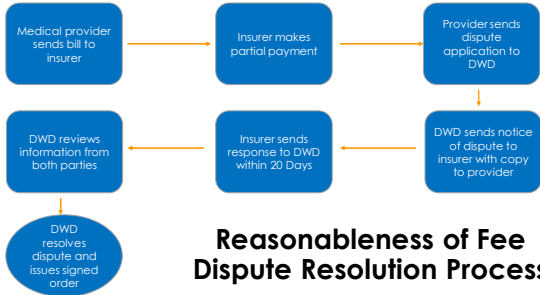 Medical provider
sends bill to
insurer
Insurer makes
partial payment
Provider sends
dispute
application to
DWD
DWD sends notice
of dispute to
insurer with copy
to provider
Insurer sends
response to DWD
within 20 Days
DWD reviews
information from
both parties
DWD
resolves
dispute and
issues signed
order
Reasonableness of Fee
Dispute Resolution Process